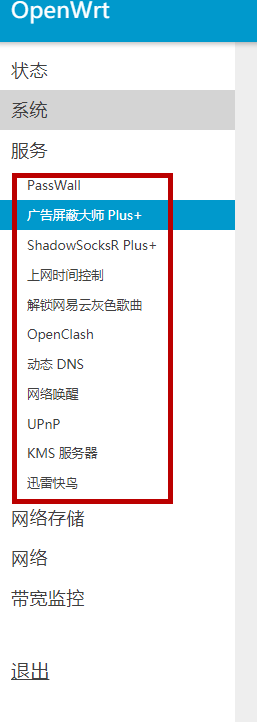 OpenWrt
状态
系统
服务
PassWall
广告屏蔽大师 Plus+
ShadowSocksR Plus+
上网时间控制
解锁网易云灰色歌曲
OpenClash
动态 DNS
网络唤醒
UPnP
KMS 服务器
迅雷快鸟
网络存储
网络
带宽监控
退出